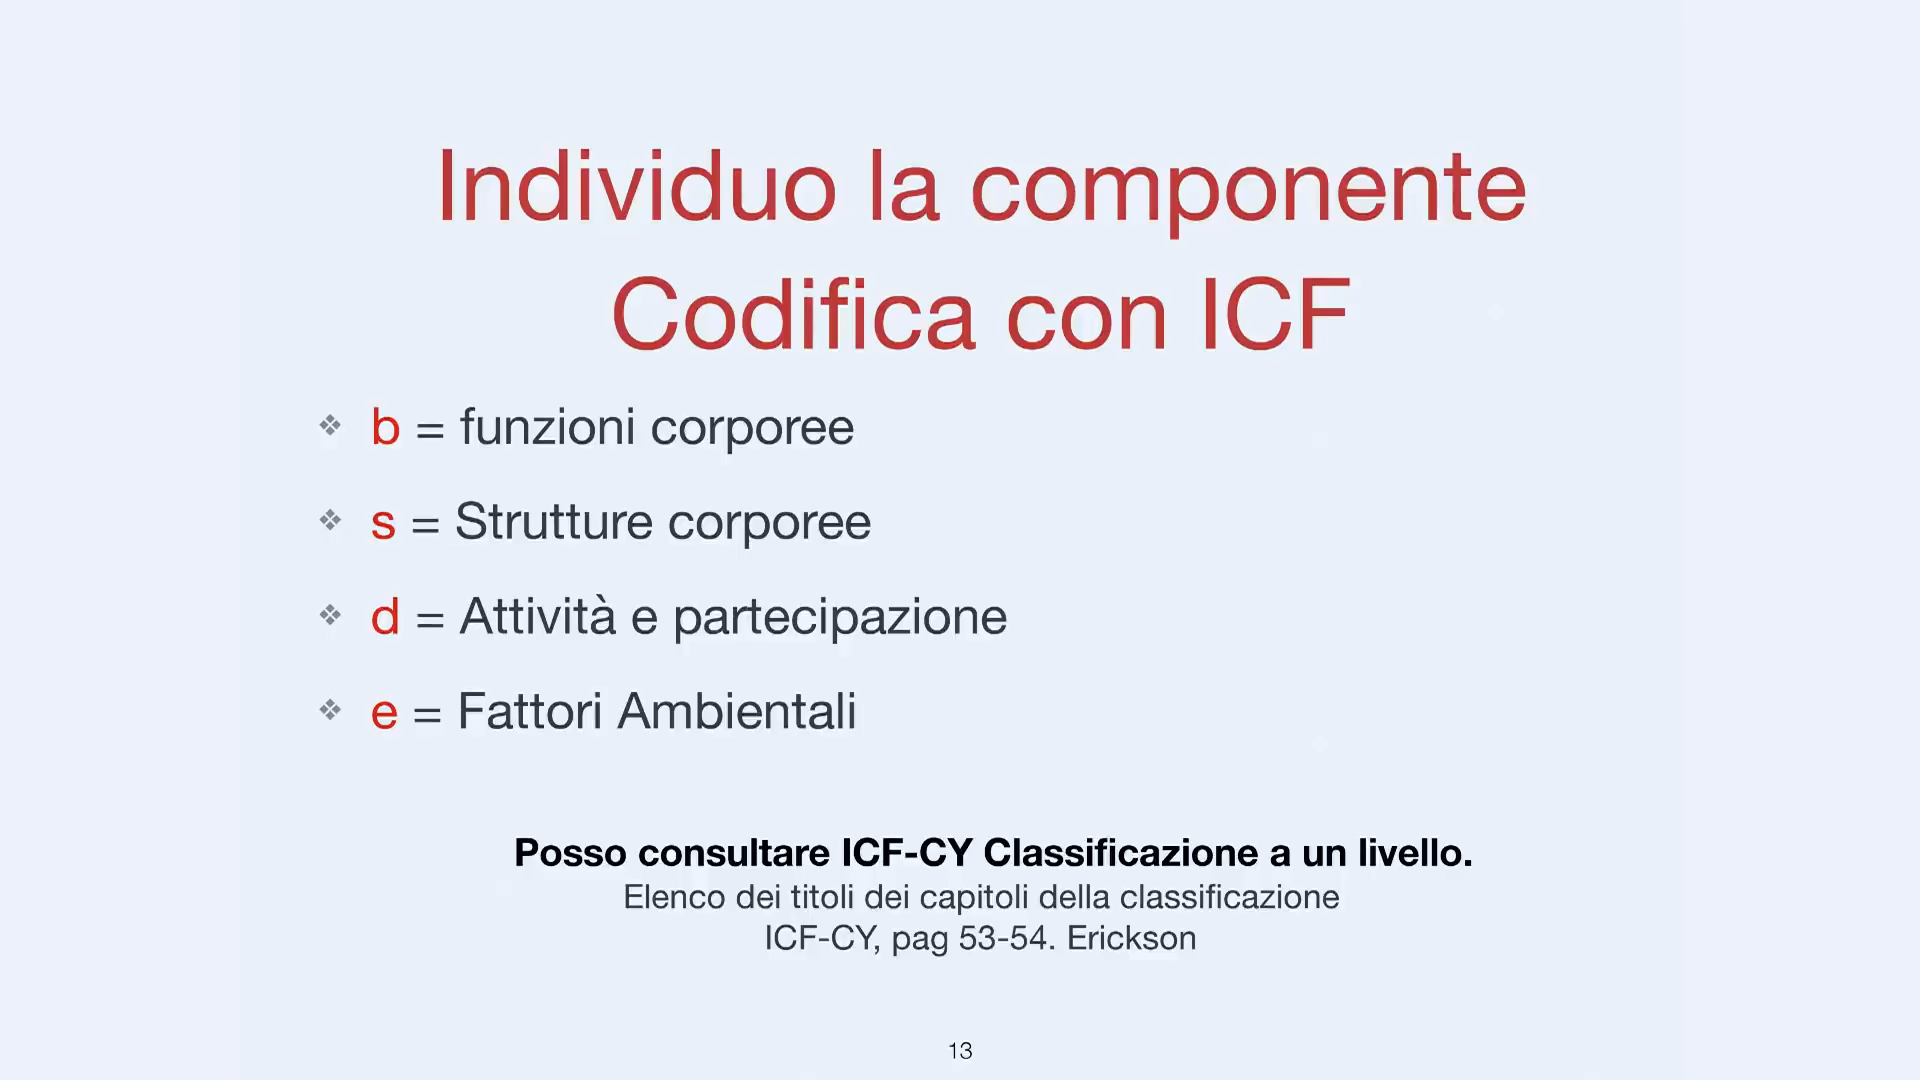 Individuo la componente
Codifica con ICF
❖ b = funzioni corporee
❖ s = Strutture corporee
❖ d = Attività e partecipazione
❖ e = Fattori Ambientali
Posso consultare ICF-CY Classificazione a un livello.
Elenco dei titoli dei capitoli della classificazione
ICF-CY, pag 53-54. Erickson
13